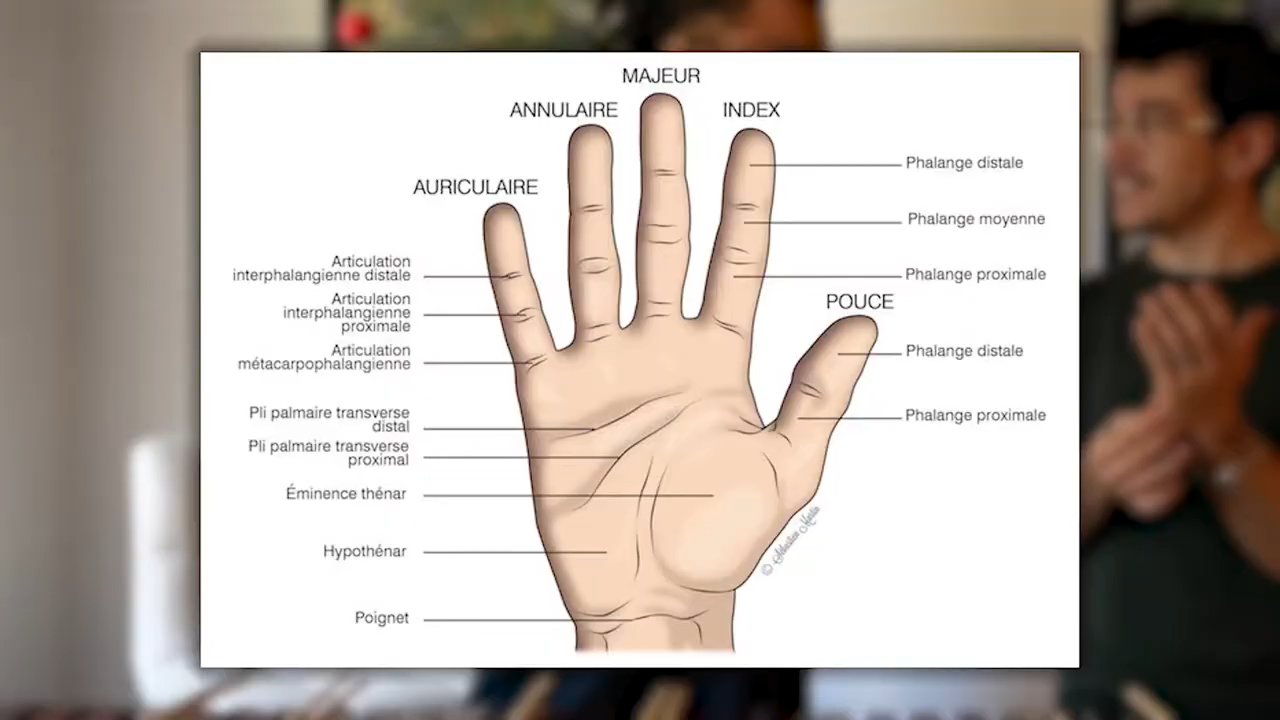 MAJEUR
ANNULAIRE
INDEX
AURICULAIRE
Phalange distale
Phalange moyenne
Phalange proximale
POUCE
Phalange distale
Phalange proximale
Articulation
interphalangienne distale
Articulation
interphalangienne
proximale
Articulation
métacarpophalangienne
Pli palmaire transverse
distal
Pli palmaire transverse
proximal
Éminence thénar
Hypothénar
Poignet
©